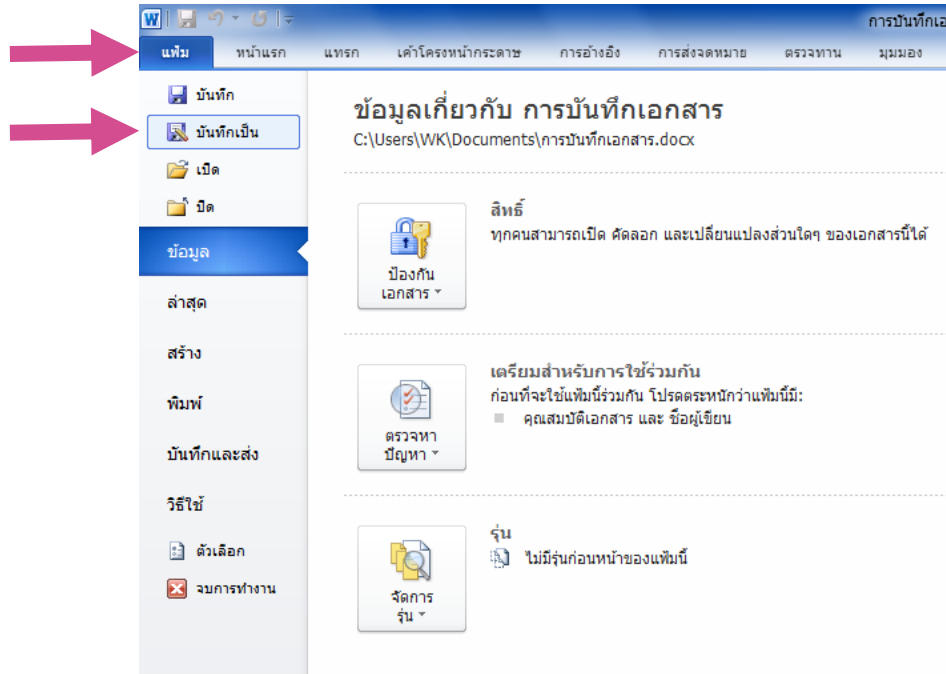 การบันทึกเอ
แฟ้ม หน้าแรก แทรก เค้าโครงหน้ากระดาษ การอ้างอิง การส่งจดหมาย ตรวจทาน มุมมอง
บันทึก
บันทึกเป็น
เปิด
ปิด
ข้อมูล
ล่าสุด
สร้าง
พิมพ์
บันทึกและส่ง
วิธีใช้
ตัวเลือก
จบการทำงาน
ข้อมูลเกี่ยวกับ การบันทึกเอกสาร
C:\Users\WK\Documents\การบันทึกเอกสาร.docx
ป้องกัน
เอกสาร
สิทธิ์
ทุกคนสามารถเปิด คัดลอก และเปลี่ยนแปลงส่วนใดๆ ของเอกสารนี้ได้
ตรวจหา
ปัญหา
เตรียมสำหรับการใช้ร่วมกัน
ก่อนที่จะใช้แฟ้มนี้ร่วมกัน โปรดตระหนักว่าแฟ้มนี้มี:
คุณสมบัติเอกสาร และ ชื่อผู้เขียน
จัดการ
รุ่น
รุ่น
ไม่มีรุ่นก่อนหน้าของแฟ้มนี้